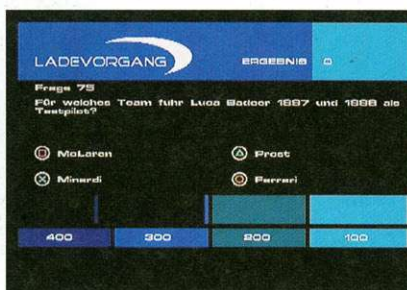 LADEVORGANG
ERGEBNIS 0
Frage 75
Für welches Team fuhr Luca Badoer 1997 und 1998 als
Testpilot?
McLaren
Prost
Minardi
Ferrari
400 300 200 100